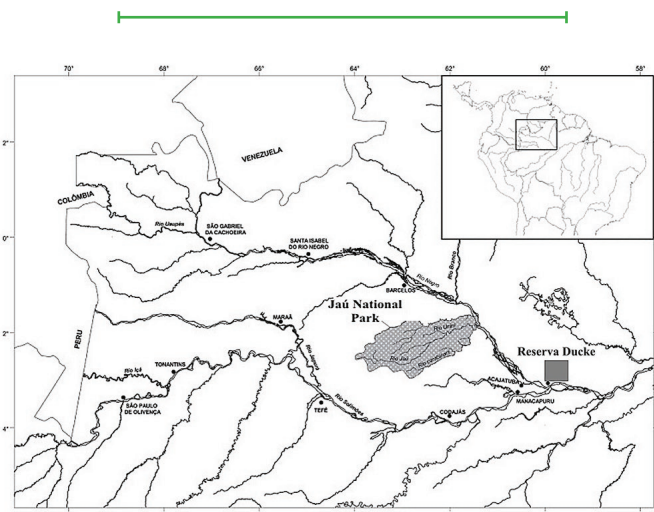 70°
68°
66°
64°
62°
60°
58°
2°
VENEZUELA
COLÔMBIA
Rio Uaupés
SÃO GABRIEL
DA CACHOEIRA
0°
SANTA ISABEL
DO RIO NEGRO
Rio Negro
Rio Branco
BARCELOS
Jaú National
Park
MARAÃ
2°
PERU
Rio Unini
Rio Jaú
Reserva Ducke
TONANTINS
Rio Içá
Rio Japurá
ACAJATUBA
SÃO PAULO
DE OLIVENÇA
TEFÉ
Rio Solimões
CODAJÁS
MANACAPURU
4°